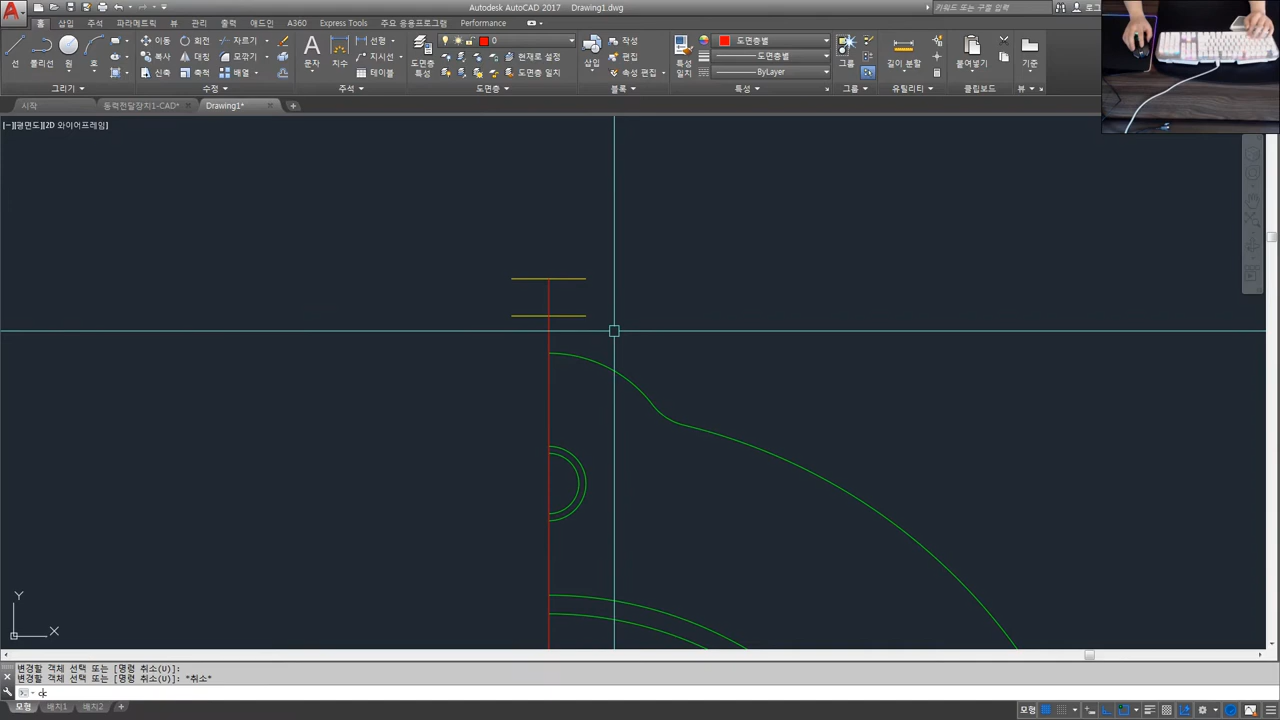 Autodesk AutoCAD 2017 Drawing1.dwg
키워드 또는 구절 입력
홈 삽입 주석 파라메트릭 뷰 관리 출력 애드인 A360 Express Tools 주요 응용프로그램 Performance
선 폴리선 원 호
이동 회전 자르기
복사 대칭 모깎기
신축 축척 배열
문자 치수
선형
지시선
테이블
도면층 특성
0
현재로 설정
도면층 일치
삽입
작성
편집
속성 편집
특성 일치
도면층별
ByLayer
그룹
길이 분할
붙여넣기
기준
그리기 수정 주석 도면층 블록 특성 그룹 유틸리티 클립보드 뷰
시작 동력전달장치1-CAD* Drawing1*
[−][평면도][2D 와이어프레임]
Y
X
변경할 객체 선택 또는 [명령 취소(U)]:
변경할 객체 선택 또는 [명령 취소(U)]: *취소*
모형 배치1 배치2
모형